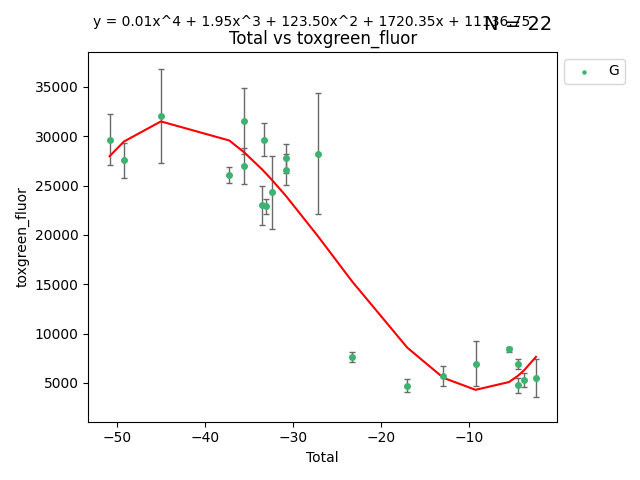 y = 0.01x^4 + 1.95x^3 + 123.50x^2 + 1720.35x + 11136.75
N = 22
Total vs toxgreen_fluor
G
35000
30000
25000
20000
15000
10000
5000
toxgreen_fluor
−50 −40 −30 −20 −10
Total